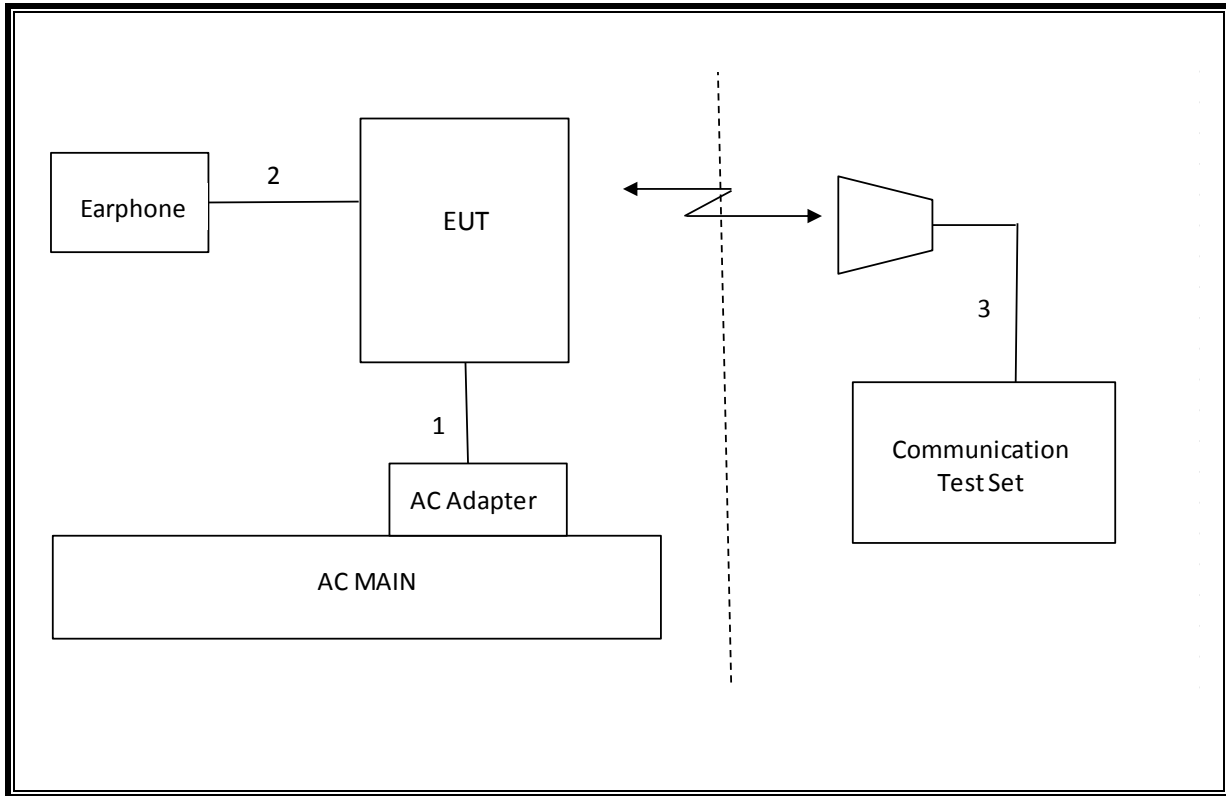 2
Earphone
EUT
3
1
Communication
Test Set
AC Adapter
AC MAIN